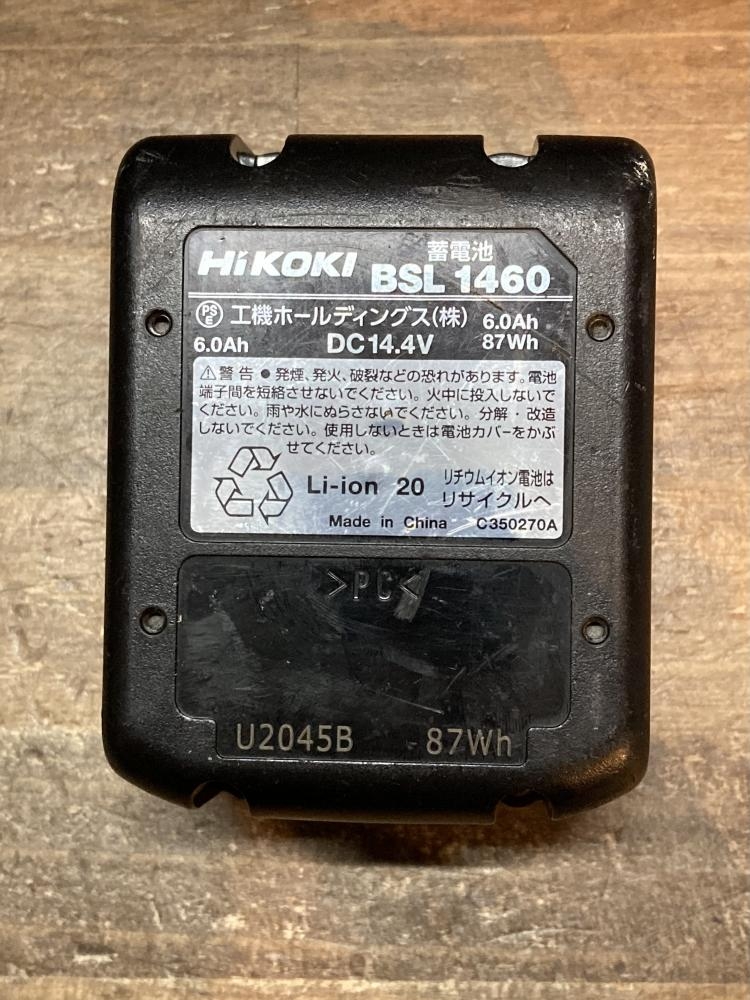 HiKOKI 蓄電池
BSL 1460
PSE 工機ホールディングス(株) 6.0Ah
6.0Ah DC14.4V 87Wh
⚠警告 ● 発煙、発火、破裂などの恐れがあります。電池
端子間を短絡させないでください。火中に投入しないで
ください。雨や水にぬらさないでください。分解・改造
しないでください。使用しないときは電池カバーをかぶ
せてください。
Li-ion 20 リチウムイオン電池は
リサイクルへ
Made in China C350270A
>PC<
U2045B 87Wh